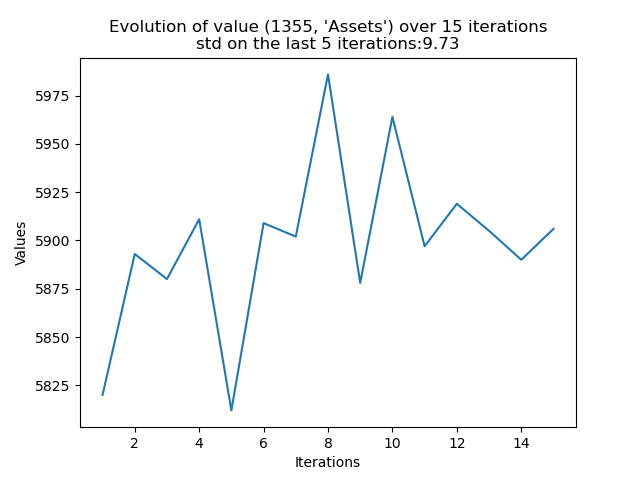 Evolution of value (1355, 'Assets') over 15 iterations
std on the last 5 iterations:9.73
5975
5950
5925
5900
5875
5850
5825
Values
2 4 6 8 10 12 14
Iterations